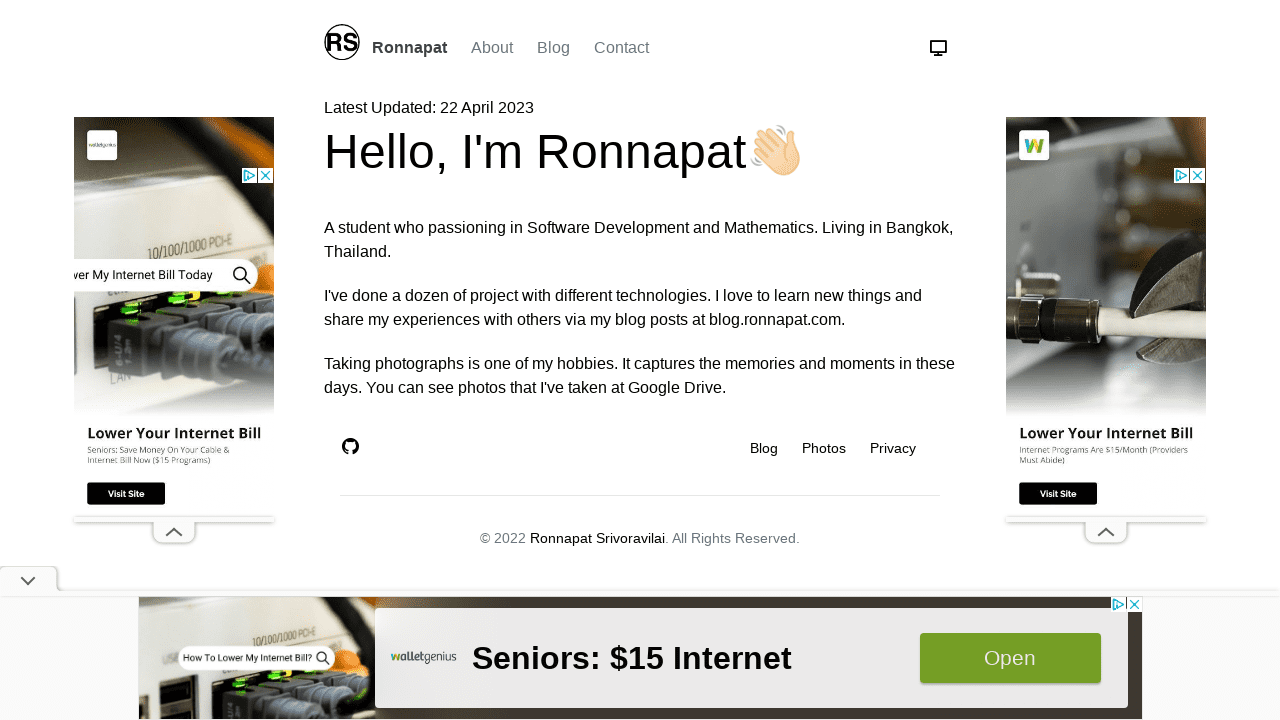 RS
Ronnapat
About
Blog
Contact
Latest Updated: 22 April 2023
Hello, I'm Ronnapat👋🏼
A student who passioning in Software Development and Mathematics. Living in Bangkok,
Thailand.
I've done a dozen of project with different technologies. I love to learn new things and
share my experiences with others via my blog posts at blog.ronnapat.com.
Taking photographs is one of my hobbies. It captures the memories and moments in these
days. You can see photos that I've taken at Google Drive.
Blog
Photos
Privacy
© 2022 Ronnapat Srivoravilai. All Rights Reserved.
walletgenius
10/100/1000 PCI-E
wer My Internet Bill Today
U-U/4
LAN
Lower Your Internet Bill
Seniors: Save Money On Your Cable &
Internet Bill Now ($15 Programs)
Visit Site
W
Lower Your Internet Bill
Internet Programs Are $15/Month (Providers
Must Abide)
Visit Site
10/100/1000 PCI-E
How To Lower My Internet Bill?
walletgenius
Seniors: $15 Internet
Open